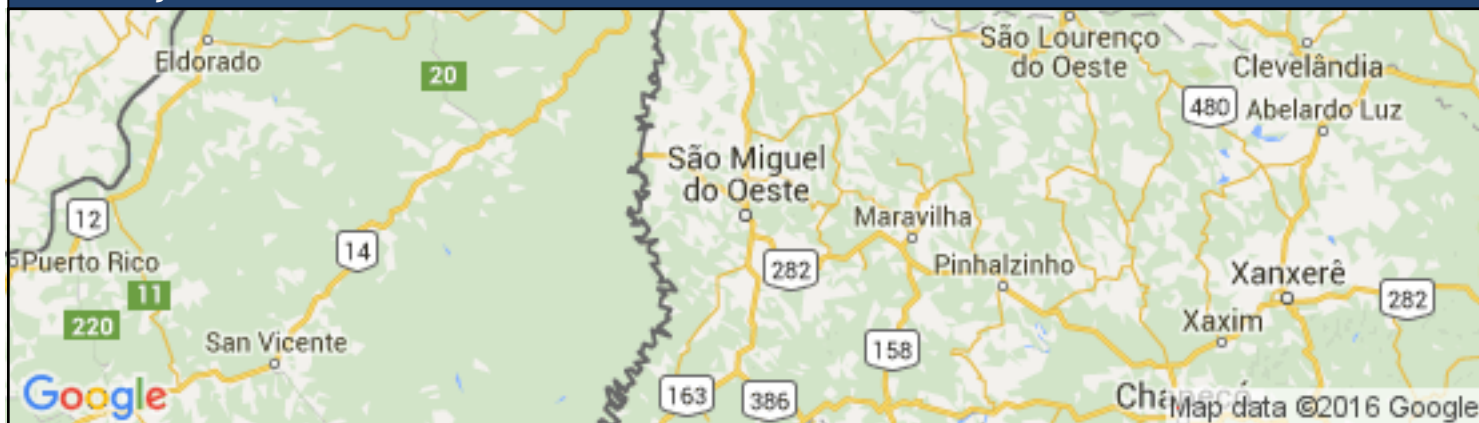 Eldorado
20
São Lourenço
do Oeste
Clevelândia
480
Abelardo Luz
São Miguel
do Oeste
12
Maravilha
14
Puerto Rico
282
Pinhalzinho
Xanxerê
11
282
220
Xaxim
San Vicente
158
Google
163
386
Map data ©2016 Google